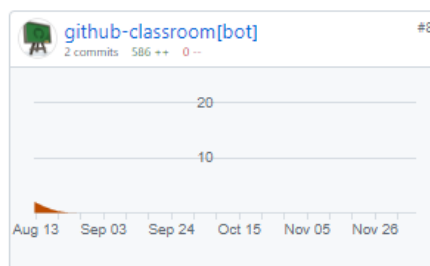 github-classroom[bot]
#8
2 commits 586 ++ 0 --
20
10
Aug 13 Sep 03 Sep 24 Oct 15 Nov 05 Nov 26